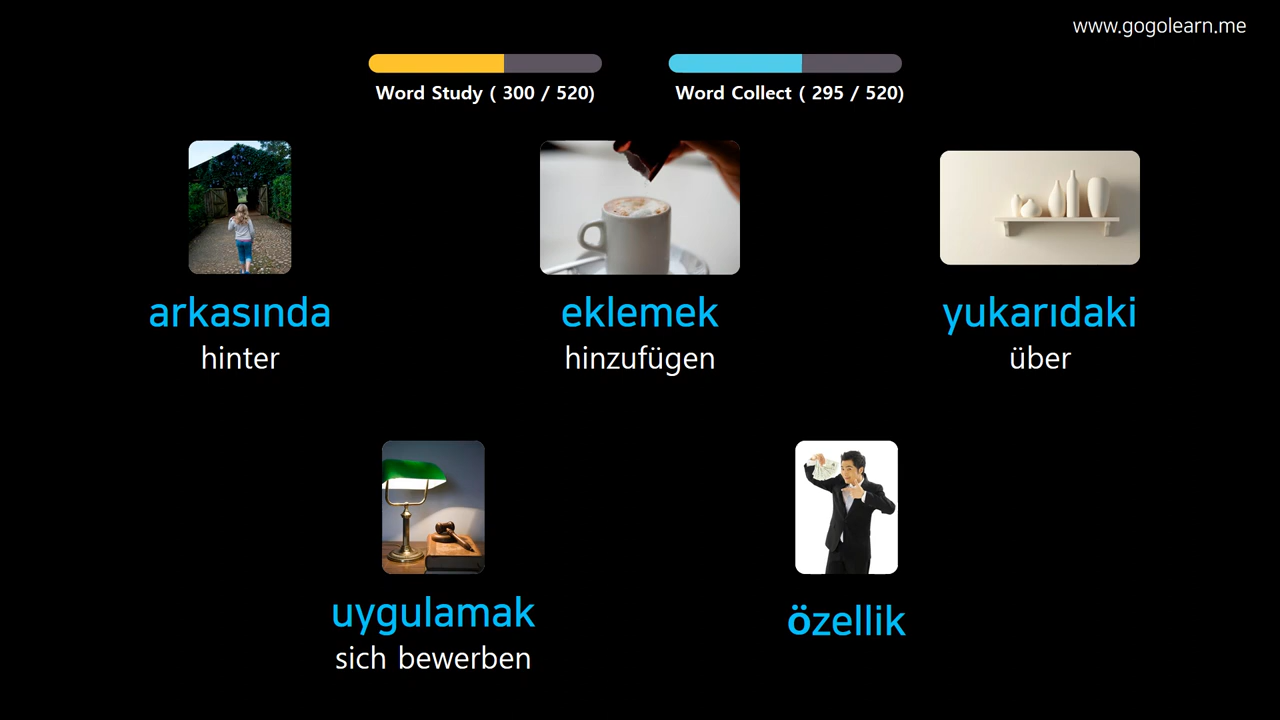 www.gogolearn.me
Word Study ( 300 / 520)
Word Collect ( 295 / 520)
arkasında
hinter
eklemek
hinzufügen
yukarıdaki
über
uygulamak
sich bewerben
özellik